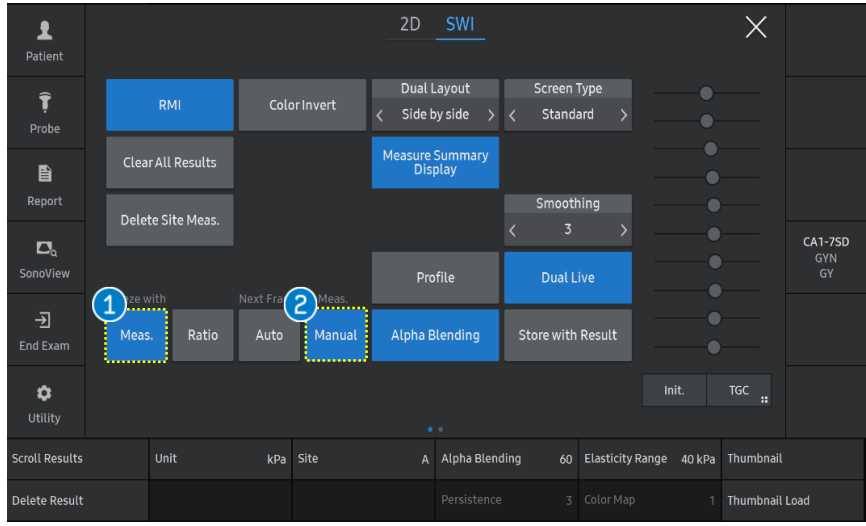 2D SWI
Patient
Probe
Report
SonoView
End Exam
Utility
RMI
Color Invert
Dual Layout
Side by side
Screen Type
Standard
Clear All Results
Measure Summary
Display
Delete Site Meas.
Smoothing
3
Profile
Dual Live
with
Next Meas.
1
2
Meas.
Ratio
Auto
Manual
Alpha Blending
Store with Result
Init.
TGC
CA1-7SD
GYN
GY
Scroll Results
Unit kPa
Site A
Alpha Blending 60
Elasticity Range 40 kPa
Thumbnail
Delete Result
Persistence 3
Color Map 1
Thumbnail Load